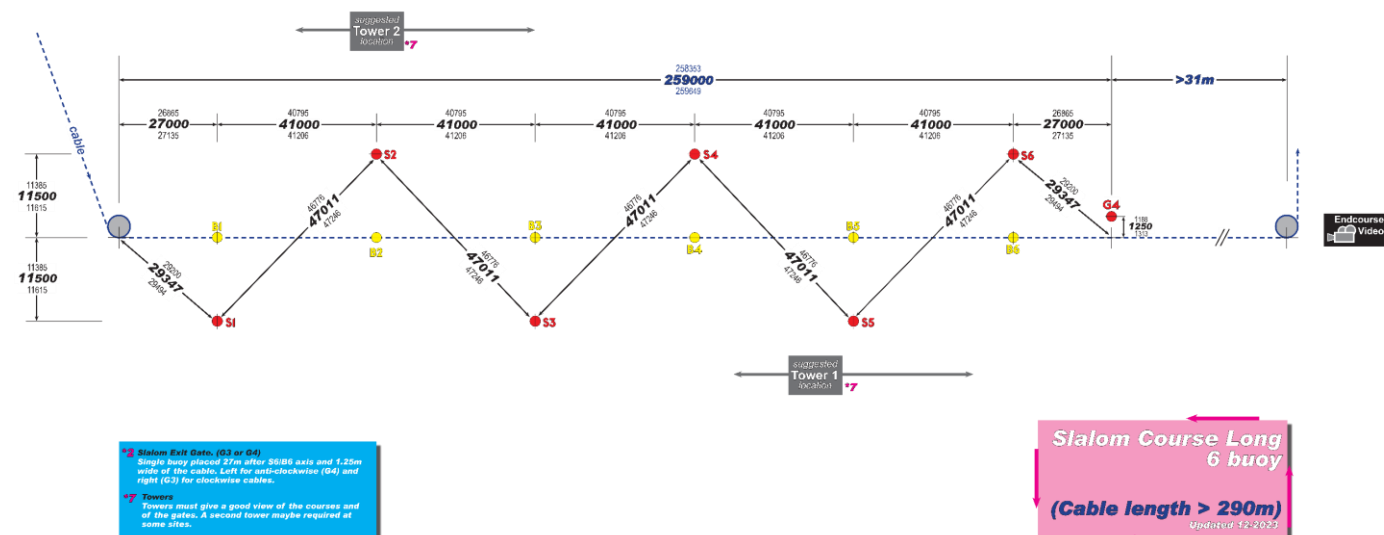 suggested
Tower 2
location
*7
258353
259000
259649
>31m
26865
27000
27135
40795
41000
41206
40795
41000
41206
40795
41000
41206
40795
41000
41206
40795
41000
41206
26865
27000
27135
cable
S2
S4
S6
11385
11500
11615
46776
47011
47246
46776
47011
47246
46776
47011
47246
46776
47011
47246
46776
47011
47246
29200
29347
29494
G4
1188
1250
1313
Endcourse
Video
B1
B2
B3
B4
B5
B6
11385
11500
11615
29200
29347
29494
S1
S3
S5
suggested
Tower 1
location
*7
*2 Slalom Exit Gate. (G3 or G4)
Single buoy placed 27m after S6/B6 axis and 1.25m
wide of the cable. Left for anti-clockwise (G4) and
right (G3) for clockwise cables.
*7 Towers
Towers must give a good view of the courses and
of the gates. A second tower maybe required at
some sites.
Slalom Course Long
6 buoy
(Cable length > 290m)
Updated 12-2023